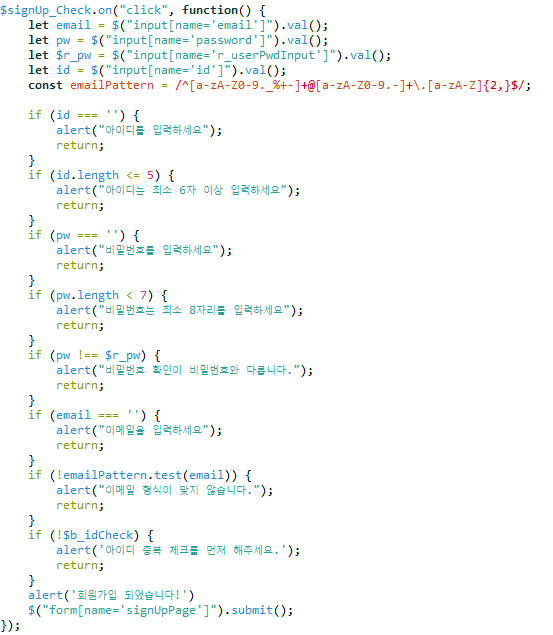 $signUp_Check.on("click", function() {
    let email = $("input[name='email']").val();
    let pw = $("input[name='password']").val();
    let $r_pw = $("input[name='r_userPwdInput']").val();
    let id = $("input[name='id']").val();
    const emailPattern = /^[a-zA-Z0-9._%+-]+@[a-zA-Z0-9.-]+\.[a-zA-Z]{2,}$/;

    if (id === '') {
        alert("아이디를 입력하세요");
        return;
    }
    if (id.length <= 5) {
        alert("아이디는 최소 6자 이상 입력하세요");
        return;
    }
    if (pw === '') {
        alert("비밀번호를 입력하세요");
        return;
    }
    if (pw.length < 7) {
        alert("비밀번호는 최소 8자리를 입력하세요");
        return;
    }
    if (pw !== $r_pw) {
        alert("비밀번호 확인이 비밀번호와 다릅니다.");
        return;
    }
    if (email === '') {
        alert("이메일을 입력하세요");
        return;
    }
    if (!emailPattern.test(email)) {
        alert("이메일 형식이 맞지 않습니다.");
        return;
    }
    if (!$b_idCheck) {
        alert('아이디 중복 체크를 먼저 해주세요.');
        return;
    }
    alert('회원가입 되었습니다!')
    $("form[name='signUpPage']").submit();
});